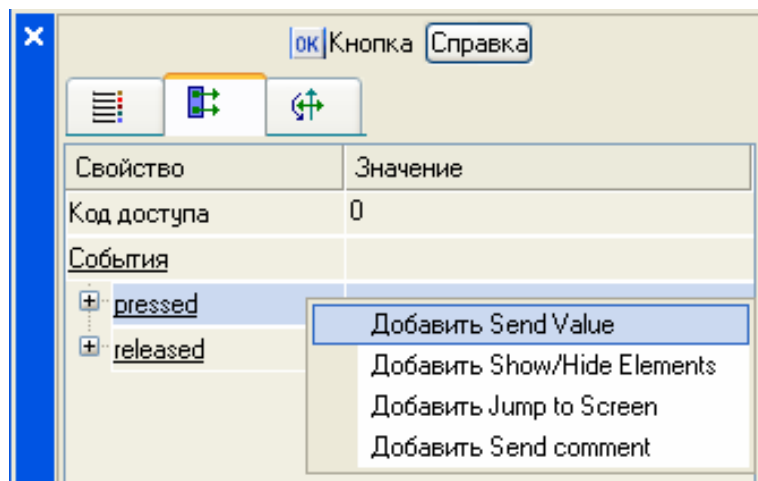 ок Кнопка Справка
Свойство Значение
Код доступа 0
События
pressed
Добавить Send Value
released
Добавить Show/Hide Elements
Добавить Jump to Screen
Добавить Send comment